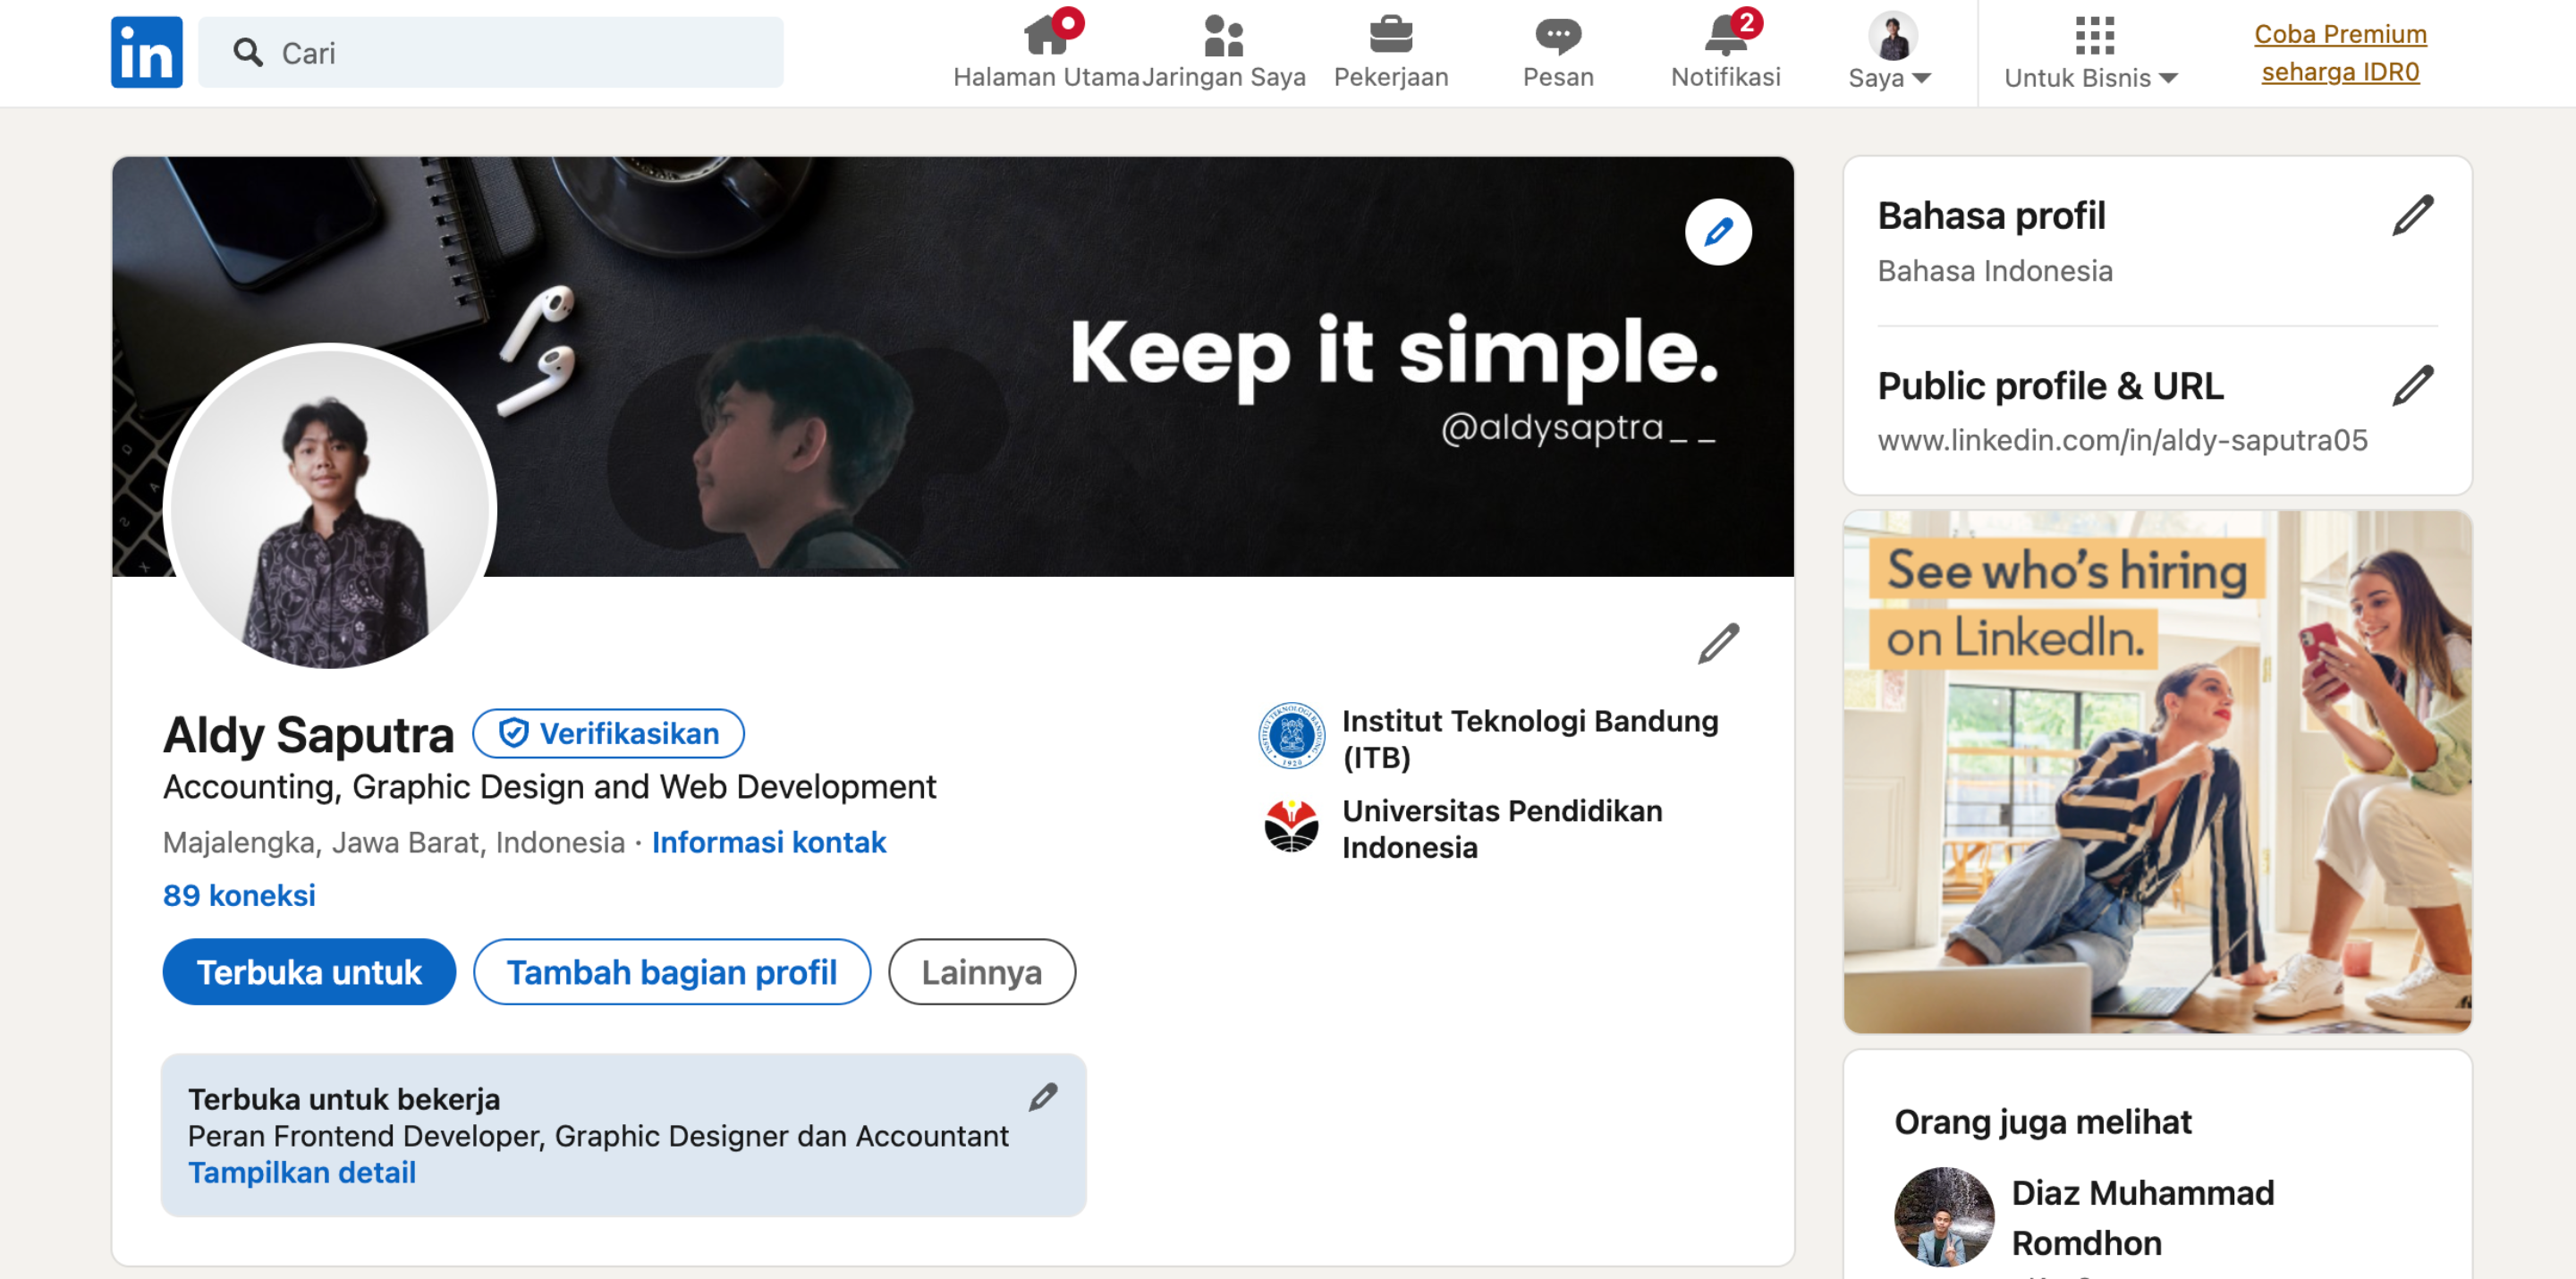 in
Cari
Halaman Utama
Jaringan Saya
Pekerjaan
Pesan
2
Notifikasi
Saya
Untuk Bisnis
Coba Premium
seharga IDR0
Keep it simple.
@aldysaptra_ _
Aldy Saputra
Verifikasikan
Accounting, Graphic Design and Web Development
Majalengka, Jawa Barat, Indonesia · Informasi kontak
89 koneksi
Terbuka untuk
Tambah bagian profil
Lainnya
Institut Teknologi Bandung
(ITB)
Universitas Pendidikan
Indonesia
Terbuka untuk bekerja
Peran Frontend Developer, Graphic Designer dan Accountant
Tampilkan detail
Bahasa profil
Bahasa Indonesia
Public profile & URL
www.linkedin.com/in/aldy-saputra05
See who's hiring
on LinkedIn.
Orang juga melihat
Diaz Muhammad
Romdhon